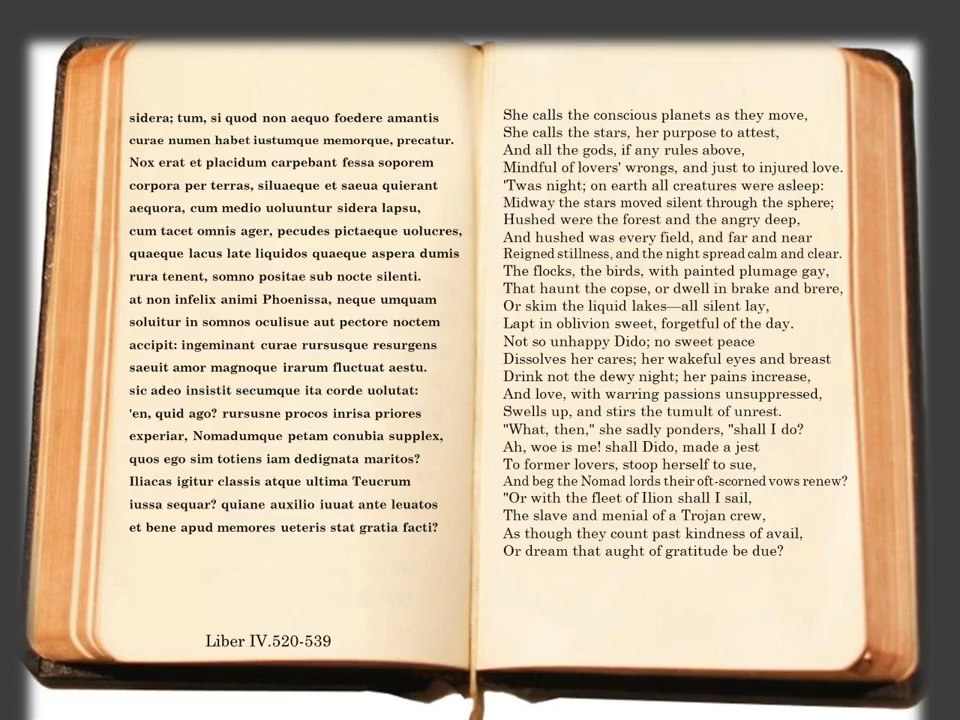 sidera; tum, si quod non aequo foedere amantis
curae numen habet iustumque memorque, precatur.
Nox erat et placidum carpebant fessa soporem
corpora per terras, siluaeque et saeua quierant
aequora, cum medio uoluuntur sidera lapsu,
cum tacet omnis ager, pecudes pictaeque uolucres,
quaeque lacus late liquidos quaeque aspera dumis
rura tenent, somno positae sub nocte silenti.
at non infelix animi Phoenissa, neque umquam
soluitur in somnos oculisue aut pectore noctem
accipit: ingeminant curae rursusque resurgens
saeuit amor magnoque irarum fluctuat aestu.
sic adeo insistit secumque ita corde uolutat:
'en, quid ago? rursusne procos inrisa priores
experiar, Nomadumque petam conubia supplex,
quos ego sim totiens iam dedignata maritos?
Iliacas igitur classis atque ultima Teucrum
iussa sequar? quiane auxilio iuuat ante leuatos
et bene apud memores ueteris stat gratia facti?
Liber IV.520-539
She calls the conscious planets as they move,
She calls the stars, her purpose to attest,
And all the gods, if any rules above,
Mindful of lovers' wrongs, and just to injured love.
'Twas night; on earth all creatures were asleep:
Midway the stars moved silent through the sphere;
Hushed were the forest and the angry deep,
And hushed was every field, and far and near
Reigned stillness, and the night spread calm and clear.
The flocks, the birds, with painted plumage gay,
That haunt the copse, or dwell in brake and brere,
Or skim the liquid lakes—all silent lay,
Lapt in oblivion sweet, forgetful of the day.
Not so unhappy Dido; no sweet peace
Dissolves her cares; her wakeful eyes and breast
Drink not the dewy night; her pains increase,
And love, with warring passions unsuppressed,
Swells up, and stirs the tumult of unrest.
"What, then," she sadly ponders, "shall I do?
Ah, woe is me! shall Dido, made a jest
To former lovers, stoop herself to sue,
And beg the Nomad lords their oft-scorned vows renew?
"Or with the fleet of Ilion shall I sail,
The slave and menial of a Trojan crew,
As though they count past kindness of avail,
Or dream that aught of gratitude be due?